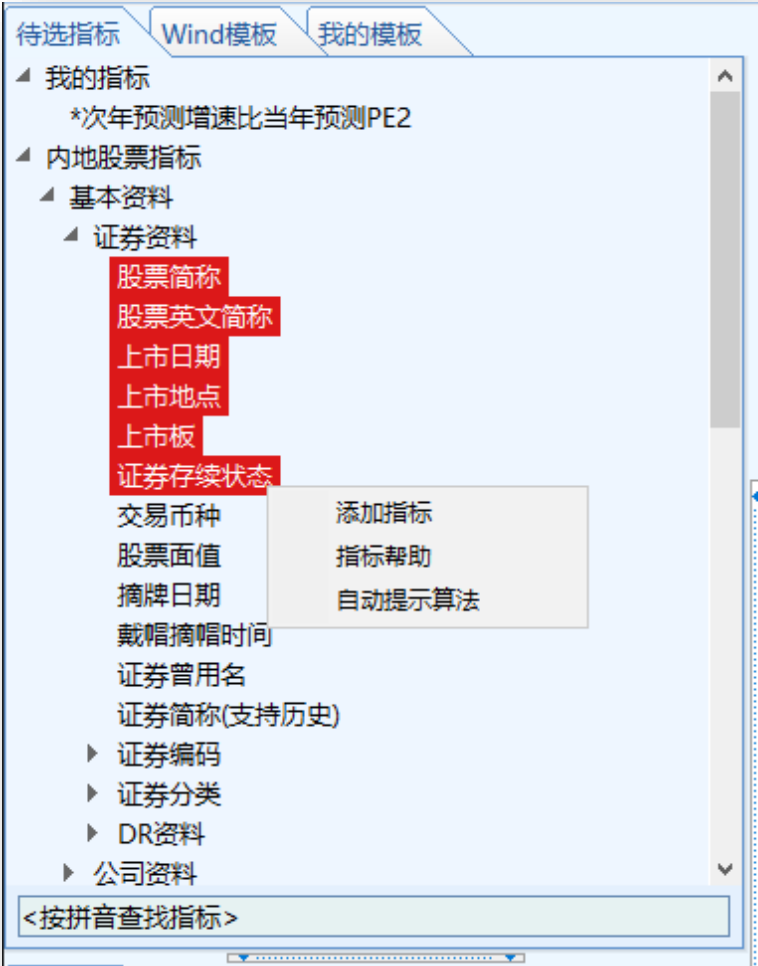 待选指标 Wind模板 我的模板
我的指标
*次年预测增速比当年预测PE2
内地股票指标
基本资料
证券资料
股票简称
股票英文简称
上市日期
上市地点
上市板
证券存续状态
交易币种 添加指标
股票面值 指标帮助
摘牌日期 自动提示算法
戴帽摘帽时间
证券曾用名
证券简称(支持历史)
证券编码
证券分类
DR资料
公司资料
<按拼音查找指标>